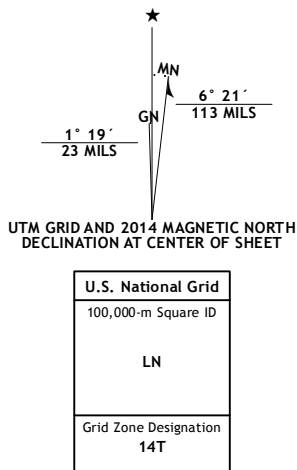 ★
MN
GN
6° 21´
113 MILS
1° 19´
23 MILS
UTM GRID AND 2014 MAGNETIC NORTH
DECLINATION AT CENTER OF SHEET
U.S. National Grid
100,000-m Square ID
LN
Grid Zone Designation
14T